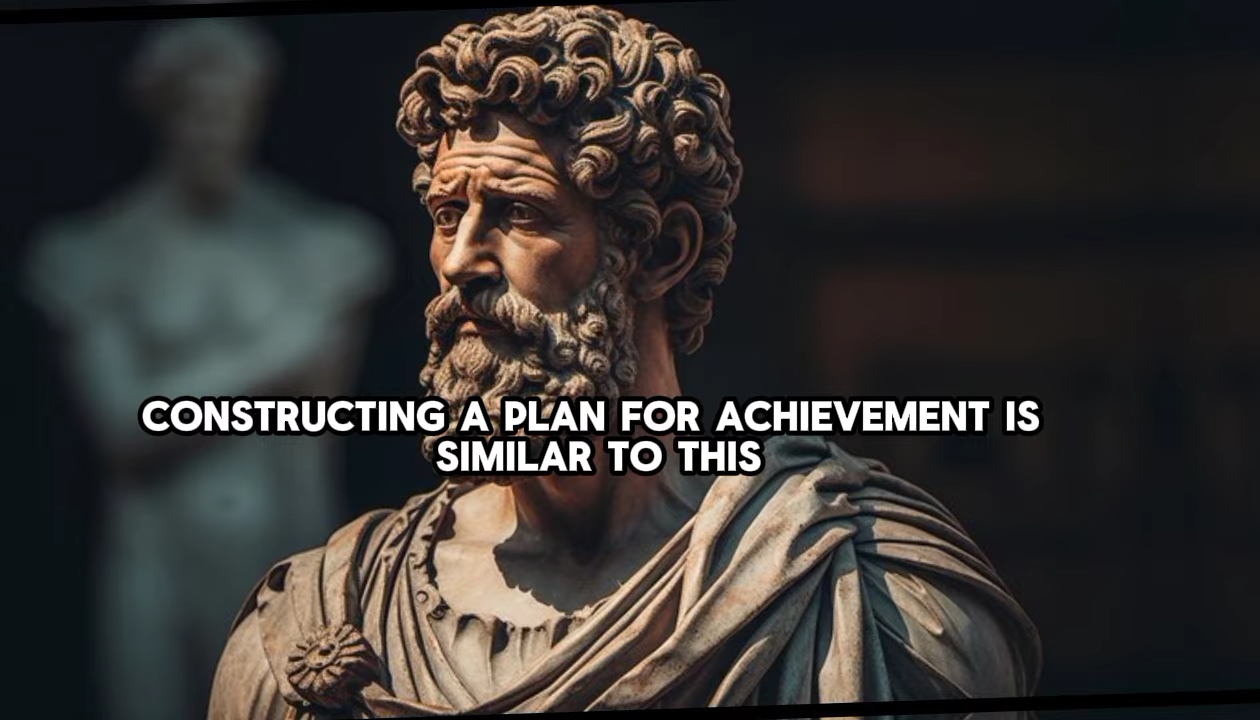 CONSTRUCTING A PLAN FOR ACHIEVEMENT IS
SIMILAR TO THIS